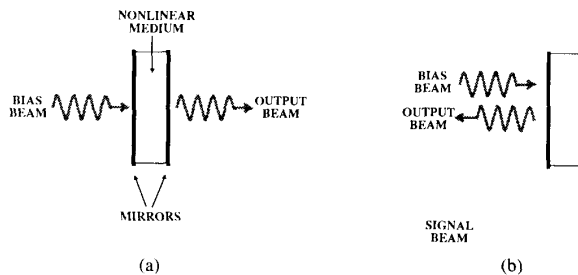 NONLINEAR
MEDIUM
BIAS
BEAM
OUTPUT
BEAM
MIRRORS
(a)
BIAS
BEAM
OUTPUT
BEAM
SIGNAL
BEAM
(b)